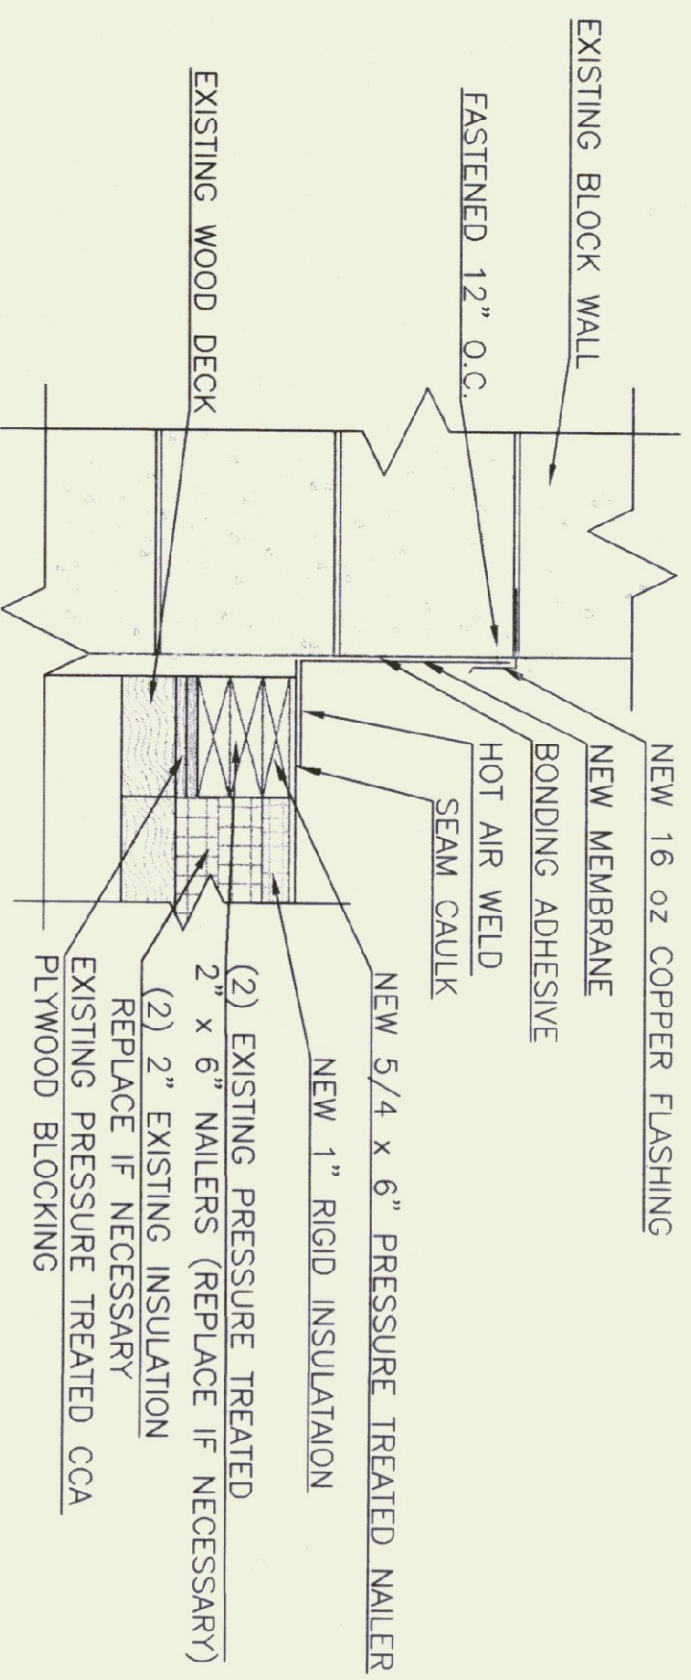 EXISTING BLOCK WALL
FASTENED 12" O.C.
EXISTING WOOD DECK
NEW 16 oz COPPER FLASHING
NEW MEMBRANE
BONDING ADHESIVE
HOT AIR WELD
SEAM CAULK
NEW 5/4 x 6" PRESSURE TREATED NAILER
NEW 1" RIGID INSULATAION
(2) EXISTING PRESSURE TREATED
2" x 6" NAILERS (REPLACE IF NECESSARY)
(2) 2" EXISTING INSULATION
REPLACE IF NECESSARY
EXISTING PRESSURE TREATED CCA
PLYWOOD BLOCKING